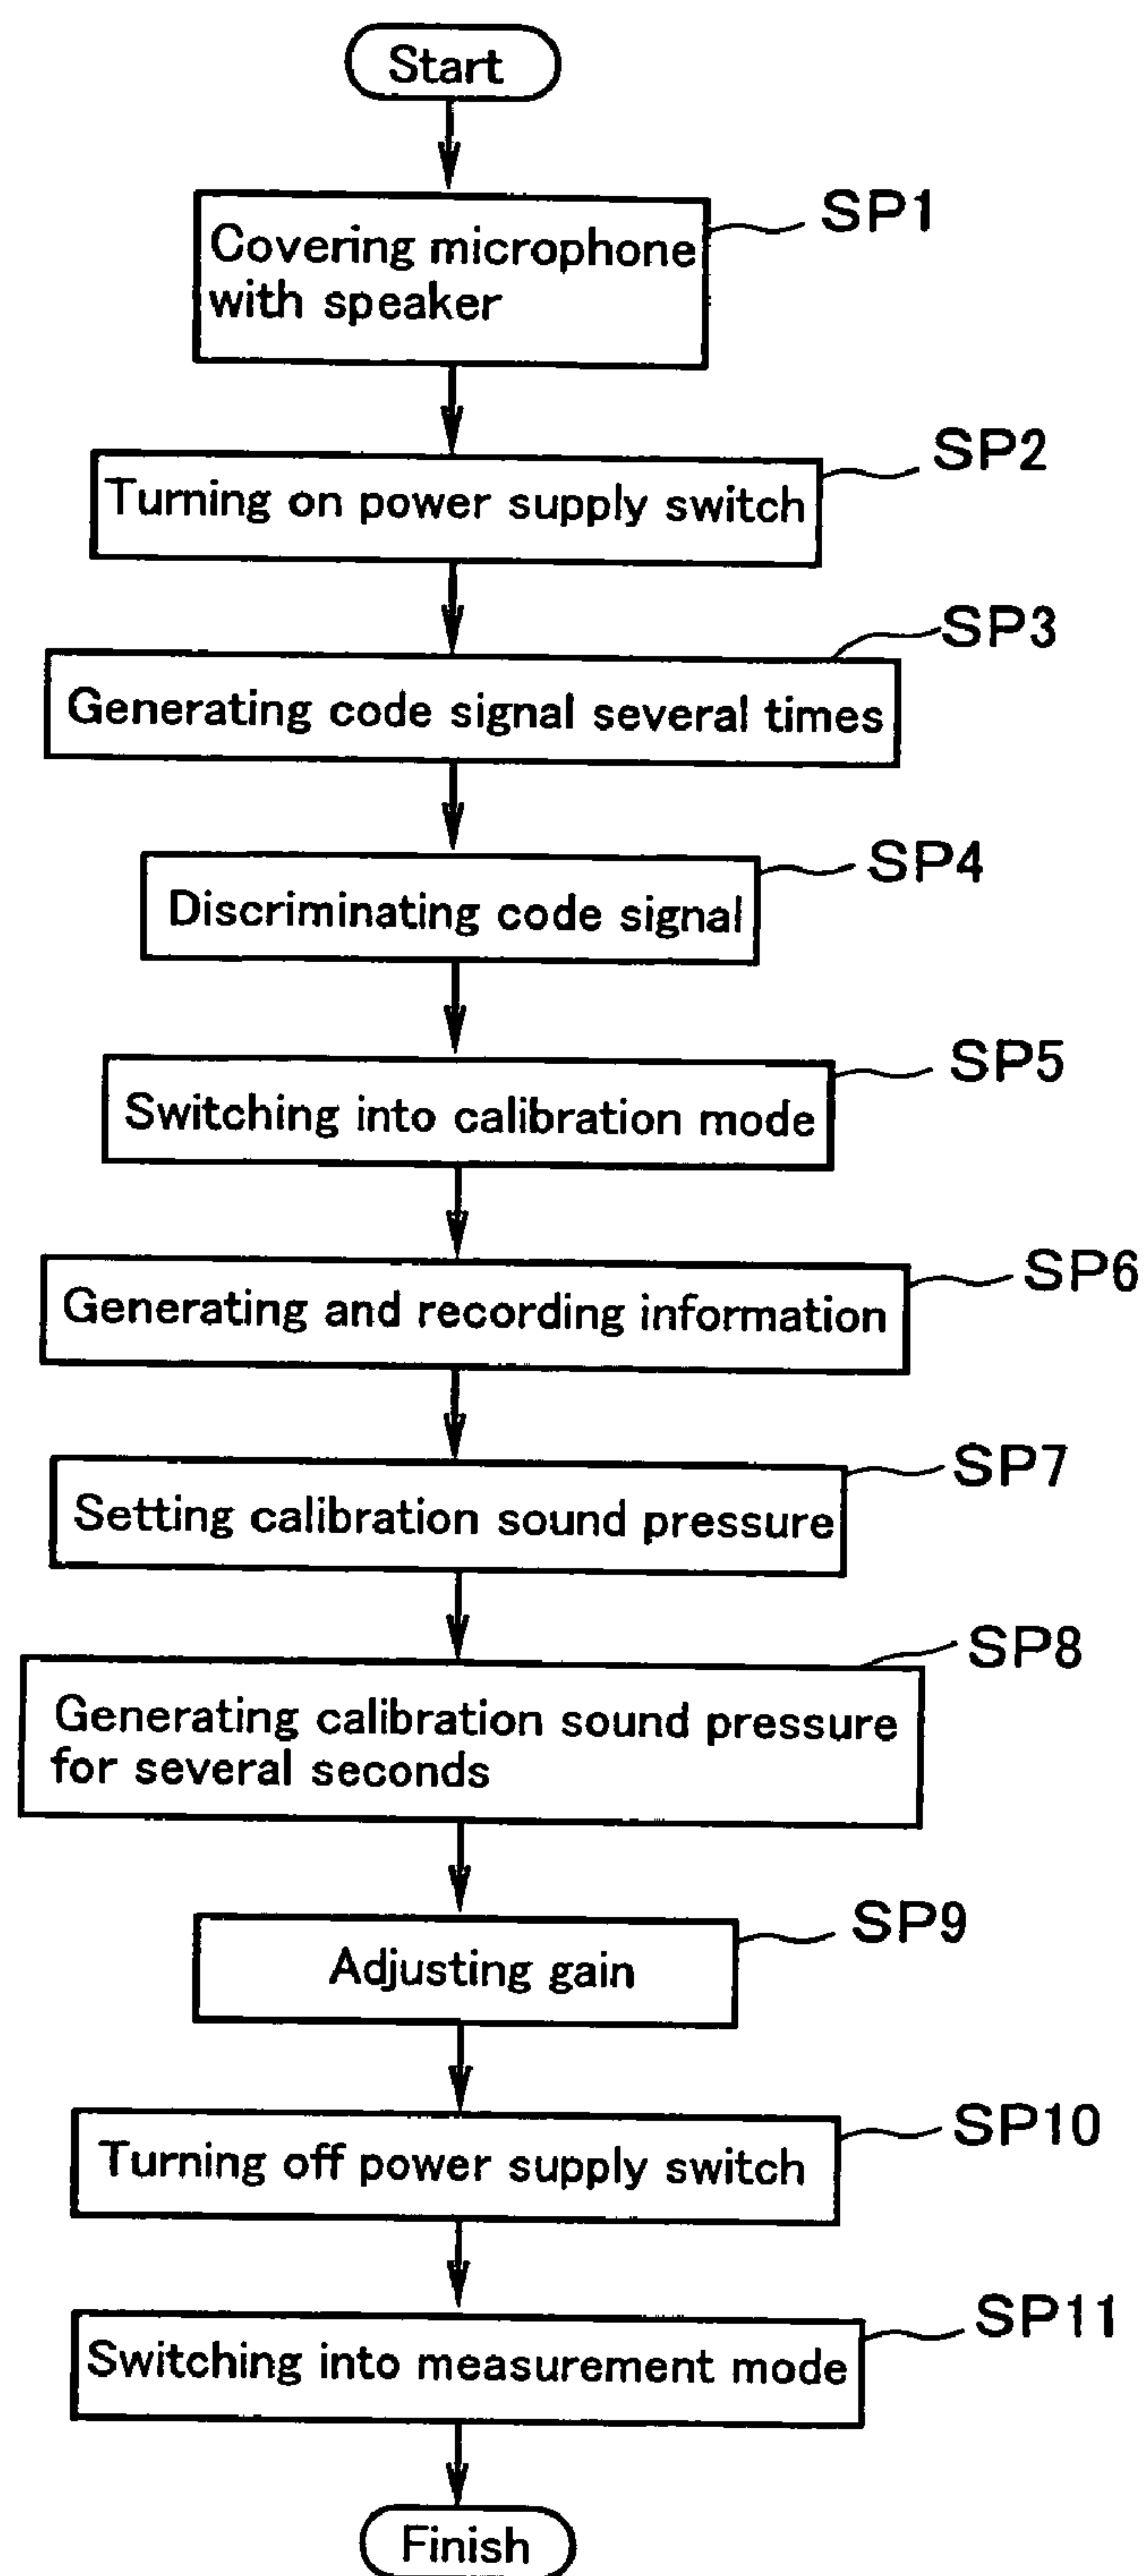 Start
SP1
Covering microphone
with speaker
SP2
Turning on power supply switch
SP3
Generating code signal several times
SP4
Discriminating code signal
SP5
Switching into calibration mode
SP6
Generating and recording information
SP7
Setting calibration sound pressure
SP8
Generating calibration sound pressure
for several seconds
SP9
Adjusting gain
SP10
Turning off power supply switch
SP11
Switching into measurement mode
Finish